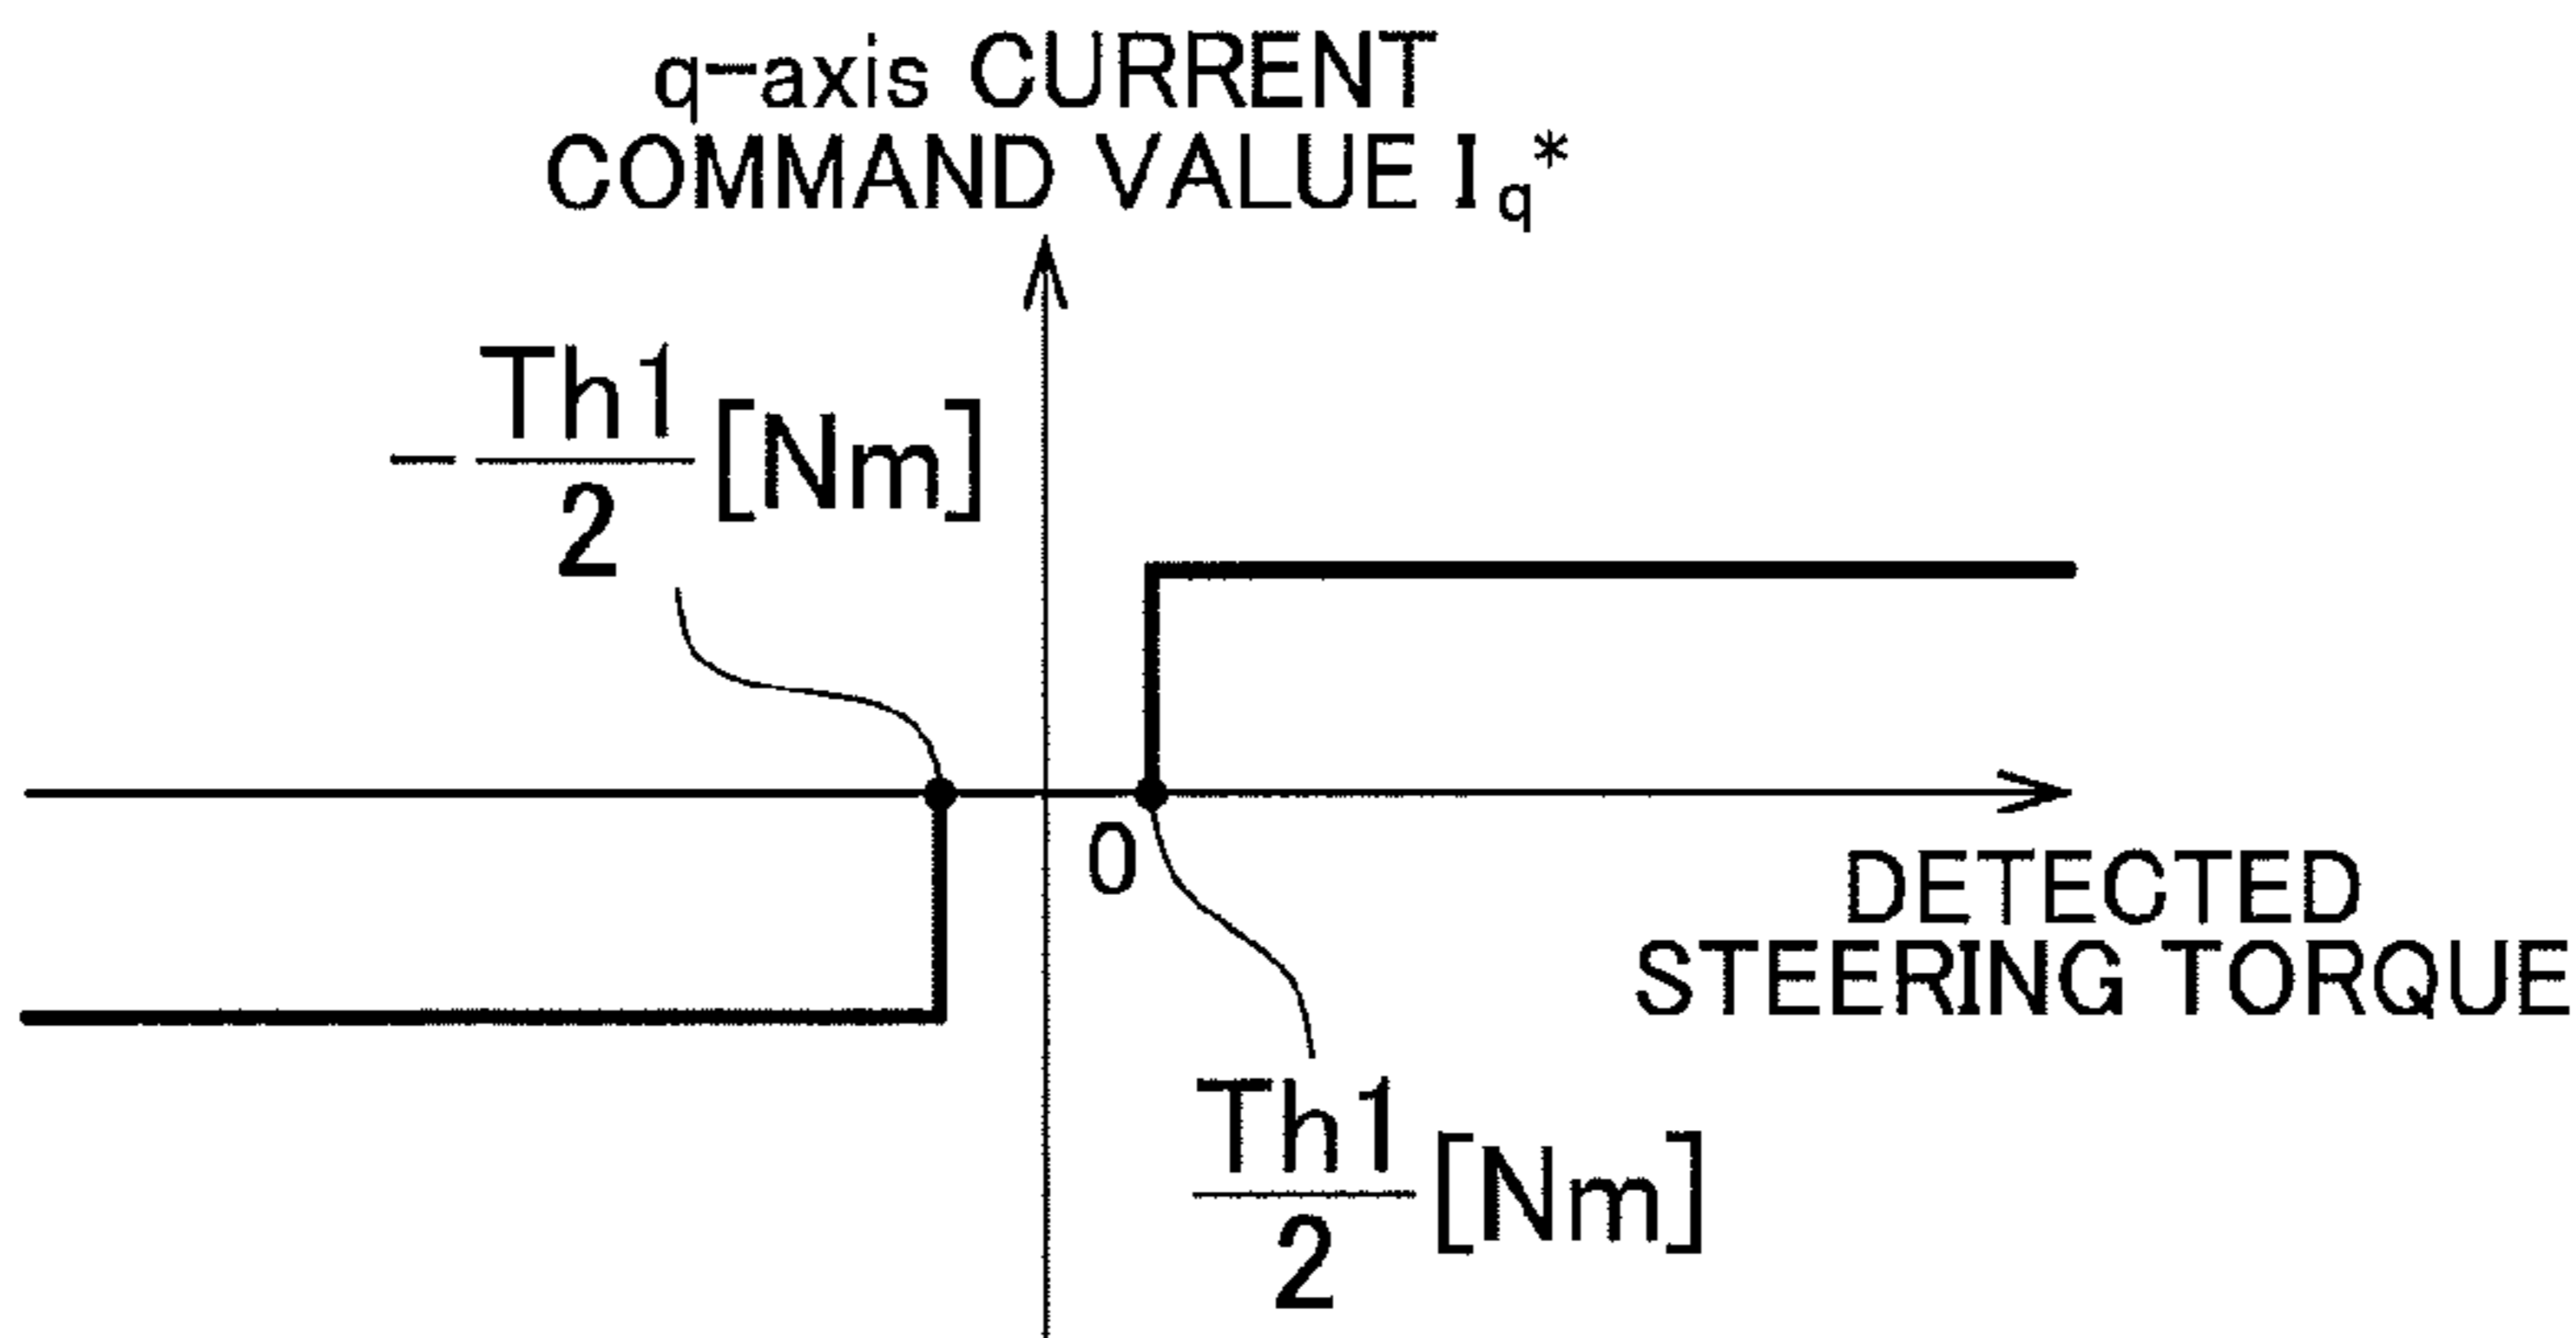 q-axis CURRENT
COMMAND VALUE Iq*
-Th1/2 [Nm]
0
DETECTED
STEERING TORQUE
Th1/2 [Nm]